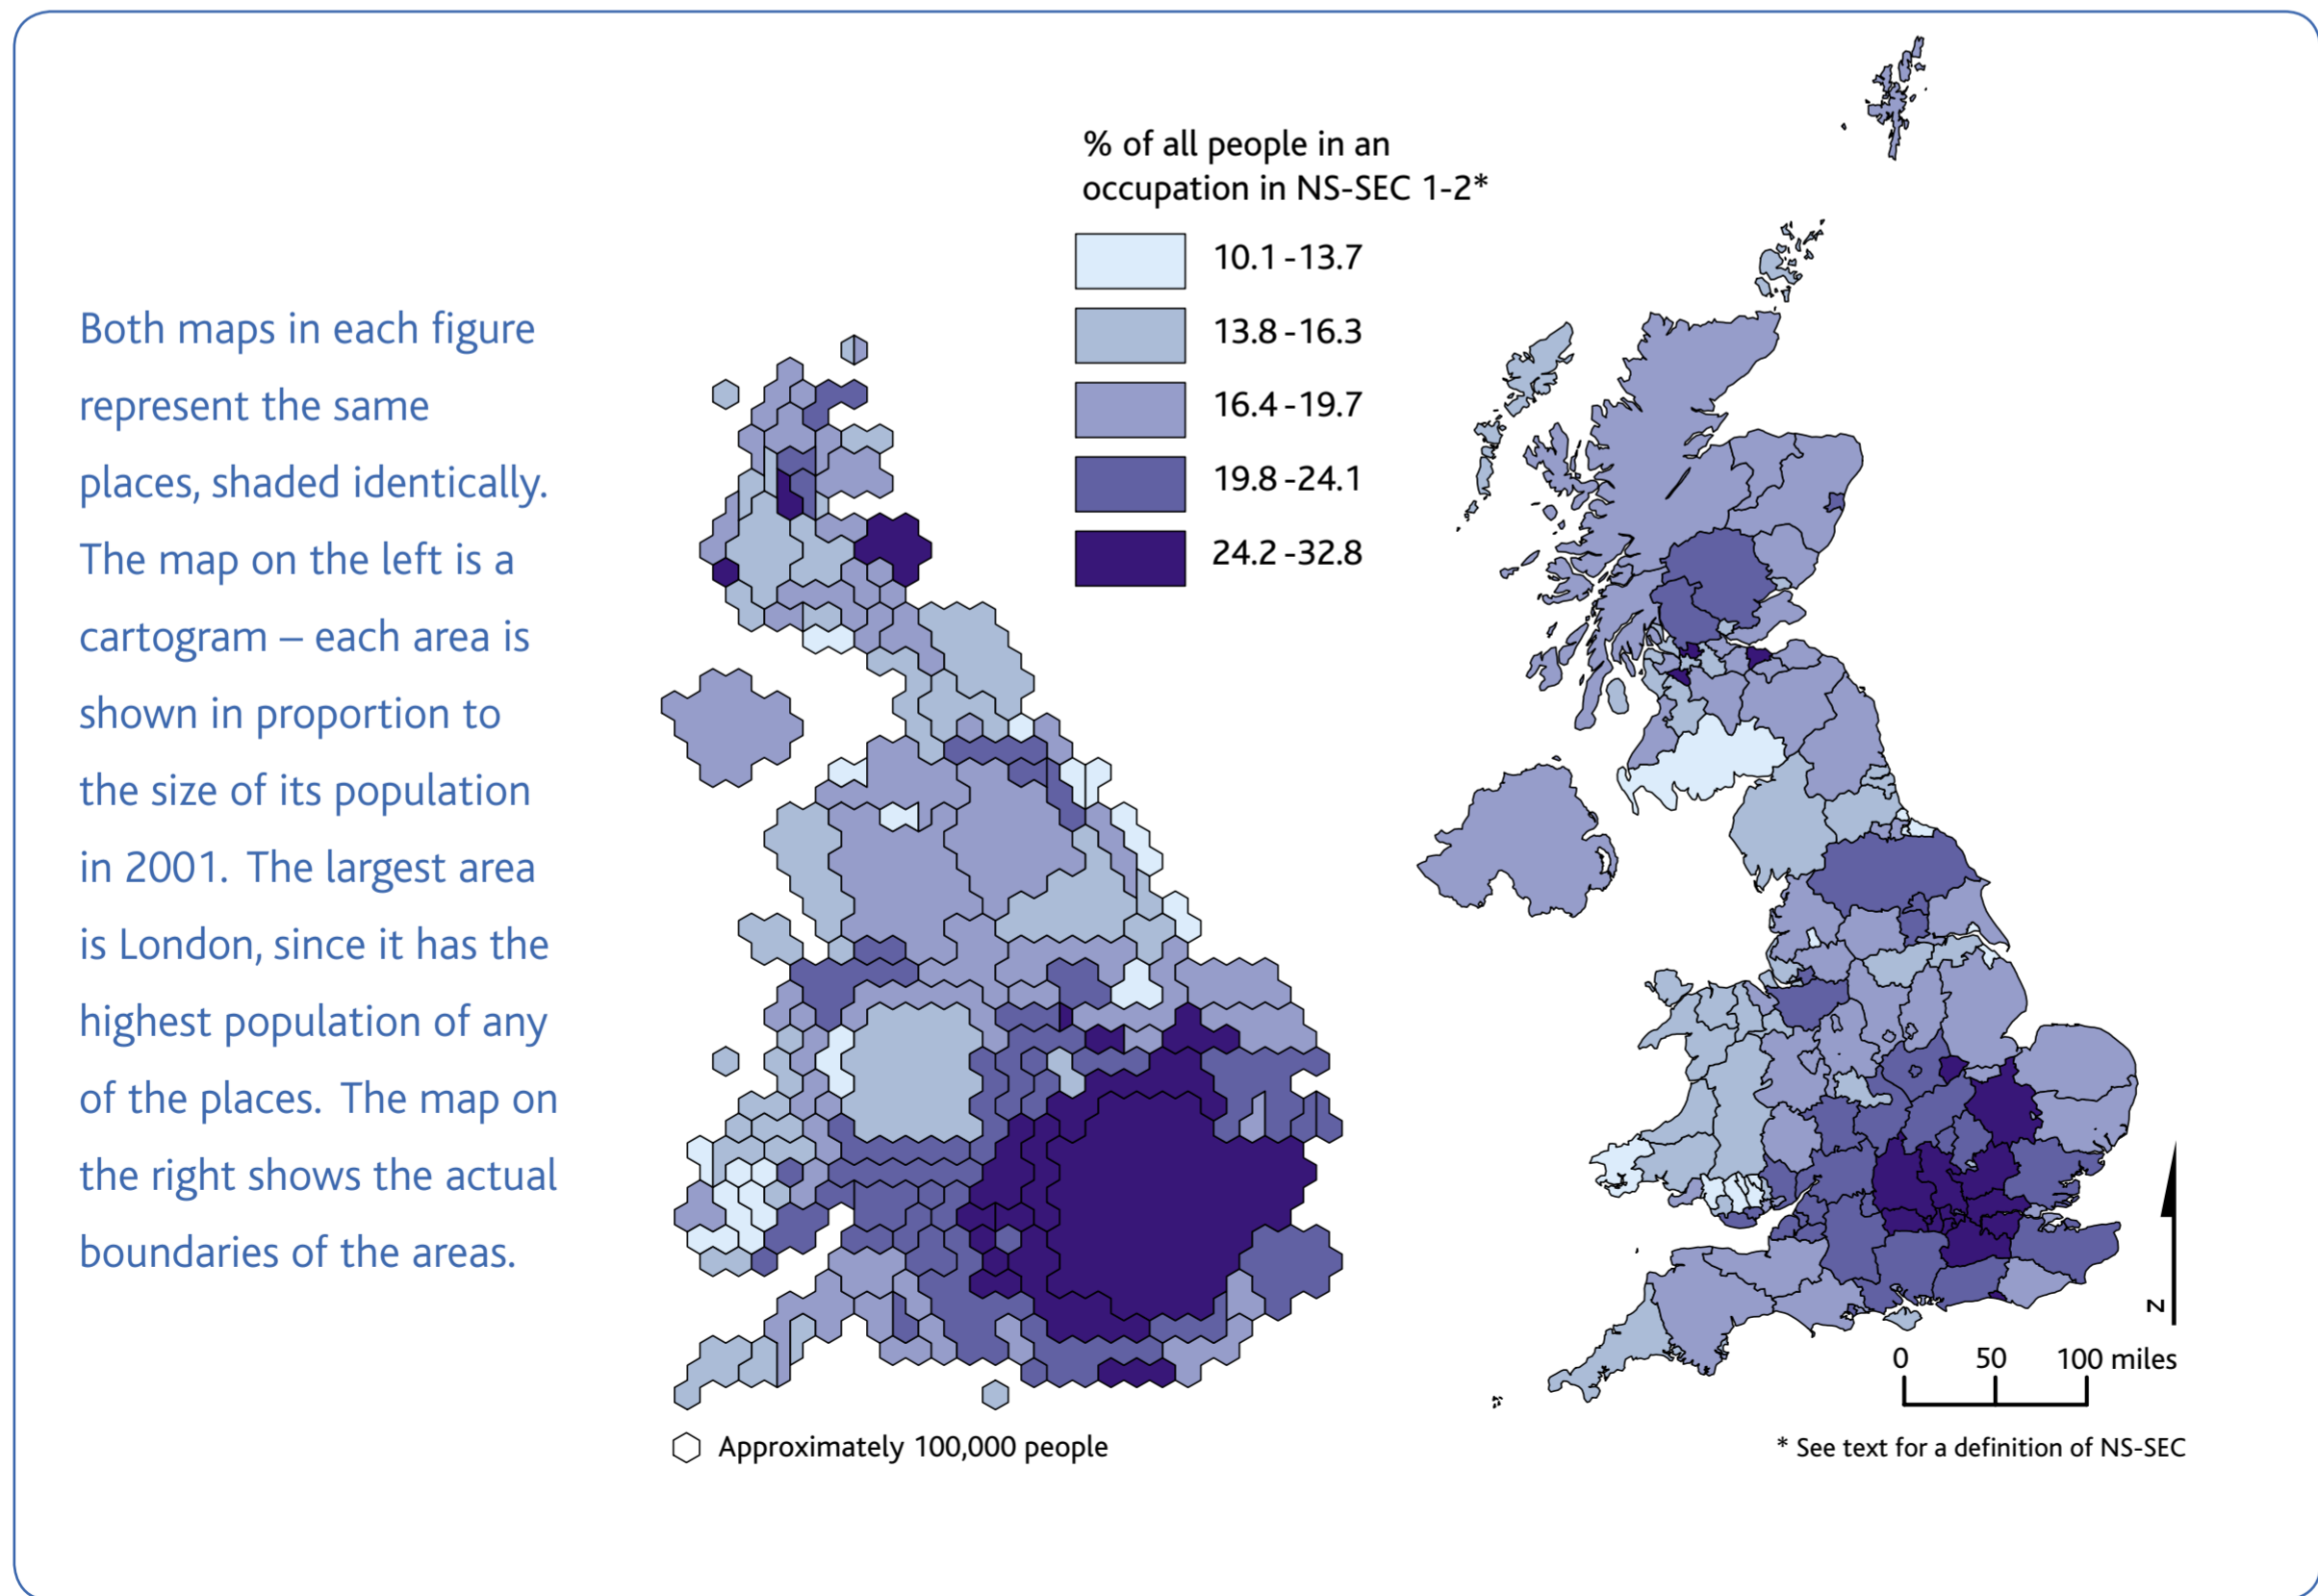 Both maps in each figure
represent the same
places, shaded identically.
The map on the left is a
cartogram – each area is
shown in proportion to
the size of its population
in 2001. The largest area
is London, since it has the
highest population of any
of the places. The map on
the right shows the actual
boundaries of the areas.
% of all people in an
occupation in NS-SEC 1-2*
10.1 - 13.7
13.8 - 16.3
16.4 - 19.7
19.8 - 24.1
24.2 - 32.8
Approximately 100,000 people
N
0 50 100 miles
* See text for a definition of NS-SEC